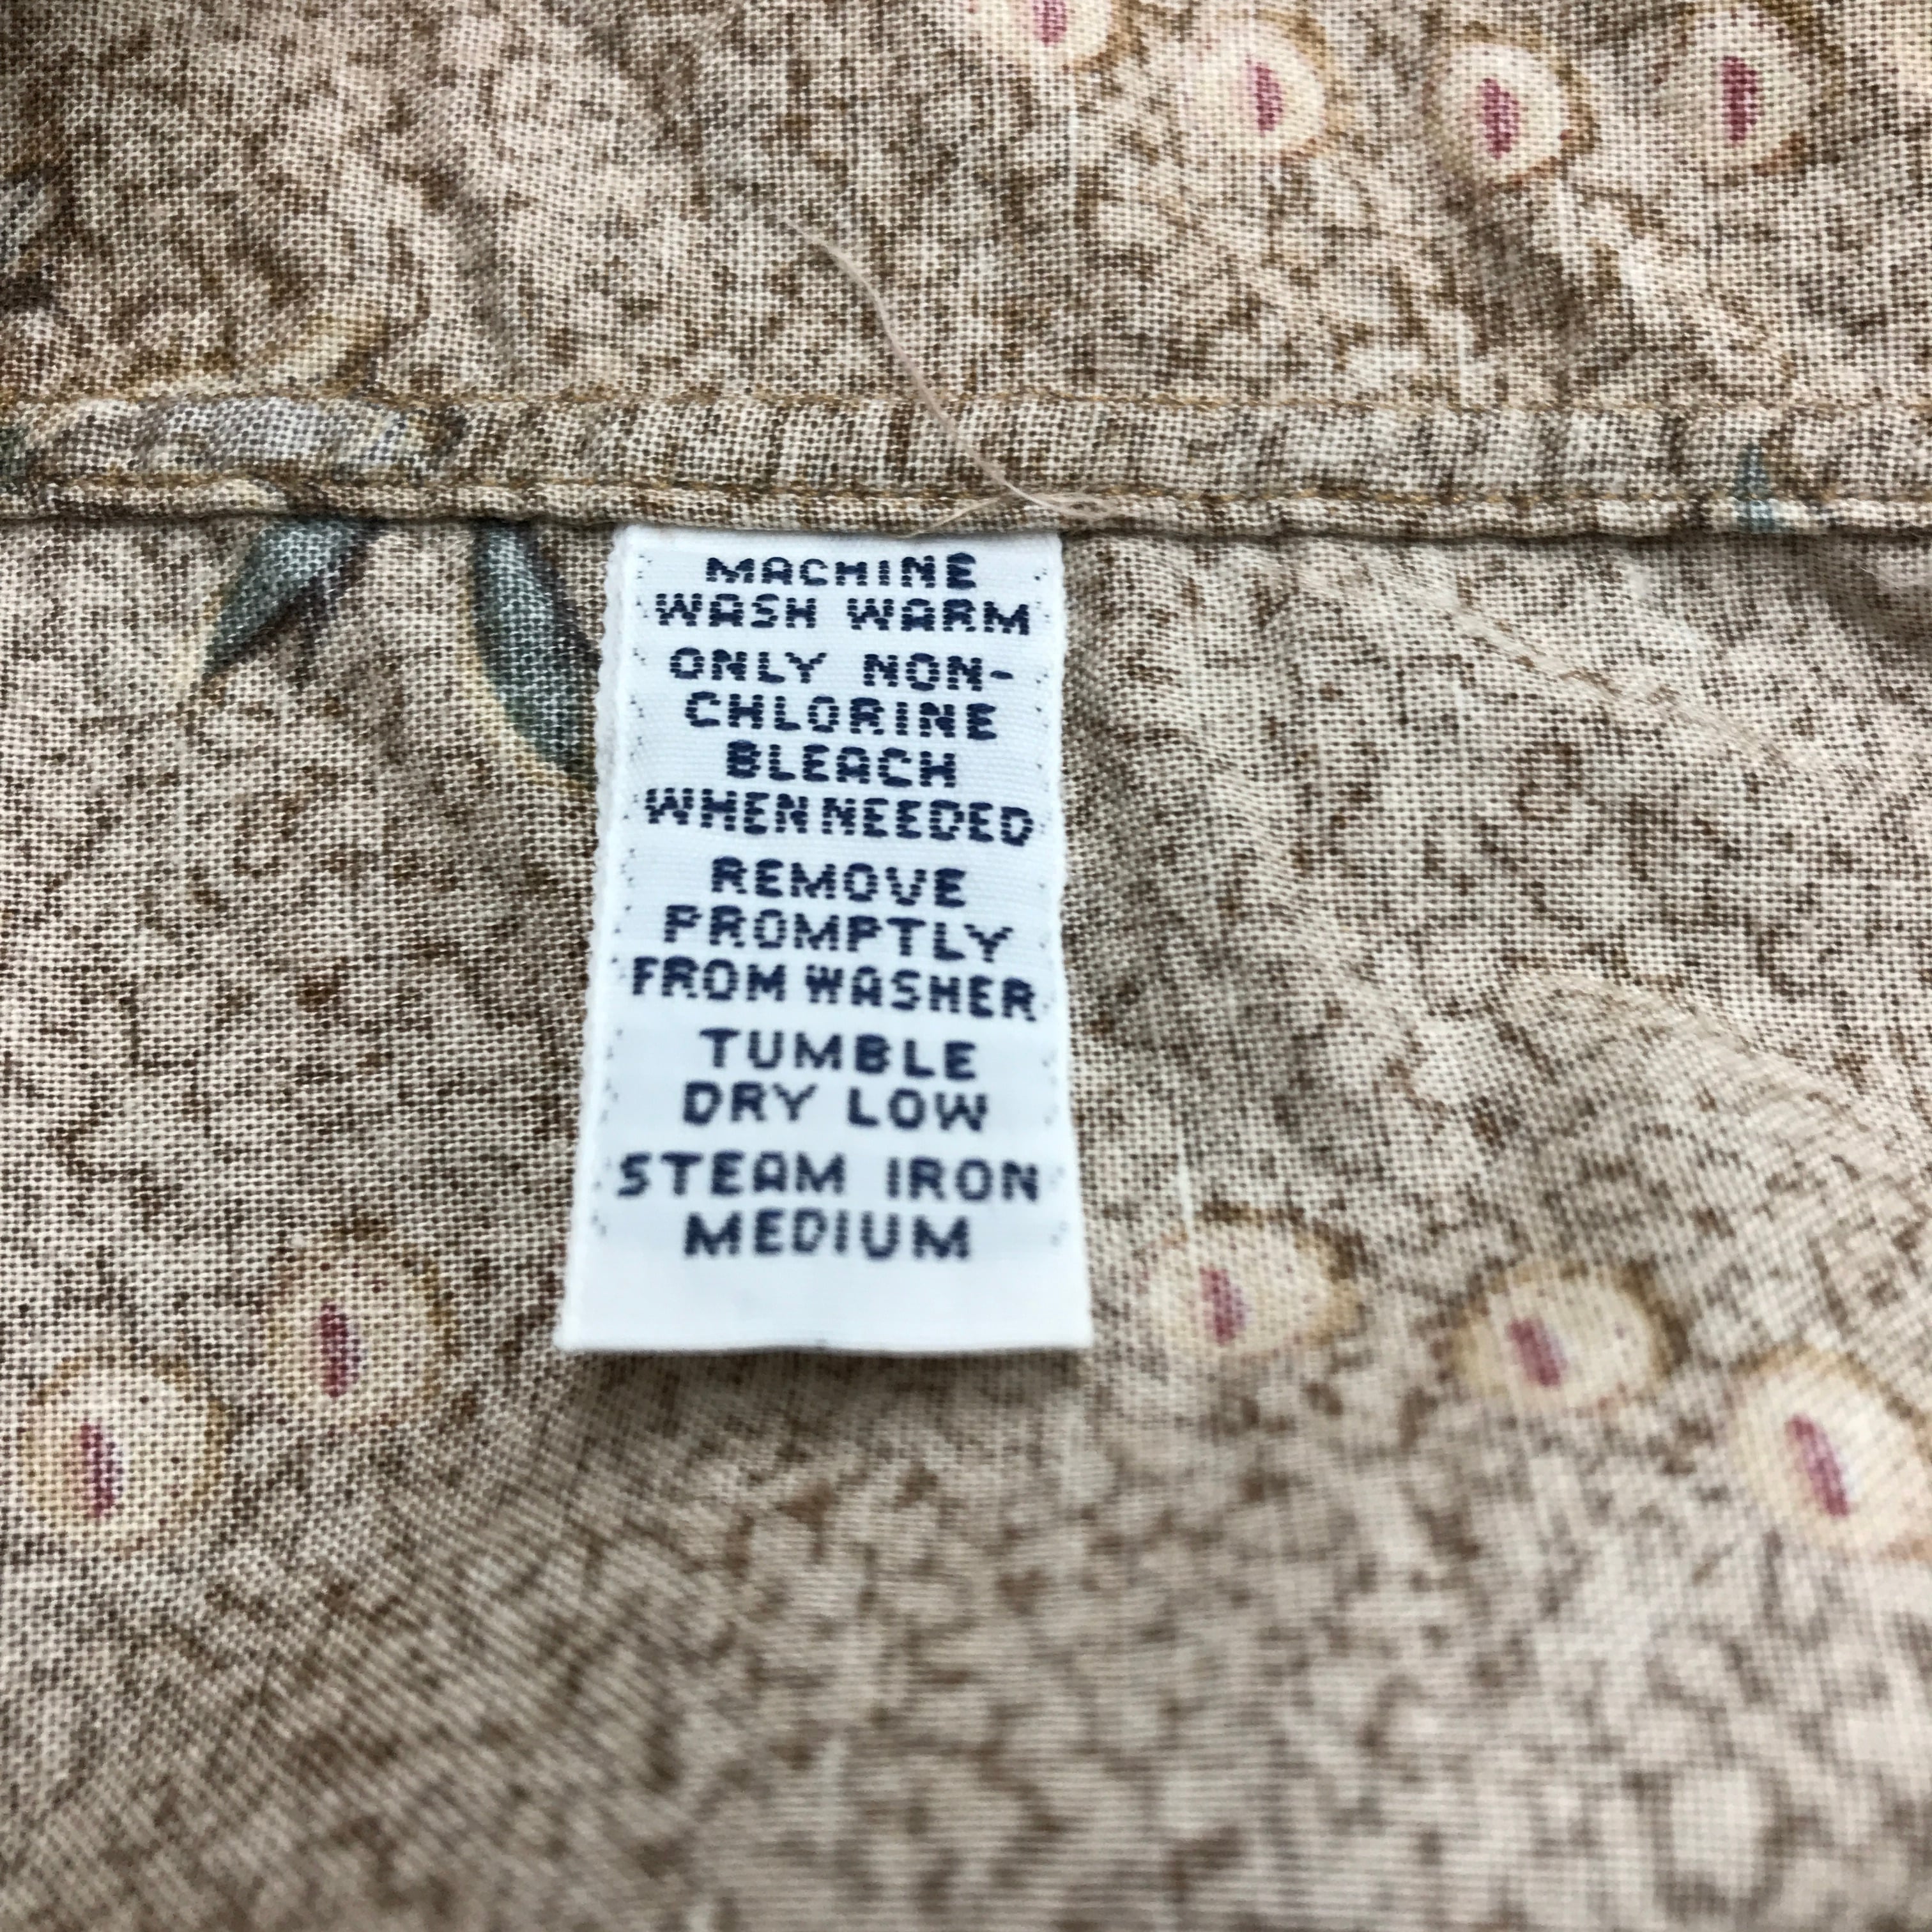 MACHINE
WASH WARM
ONLY NON-
CHLORINE
BLEACH
WHEN NEEDED
REMOVE
PROMPTLY
FROM WASHER
TUMBLE
DRY LOW
STEAM IRON
MEDIUM